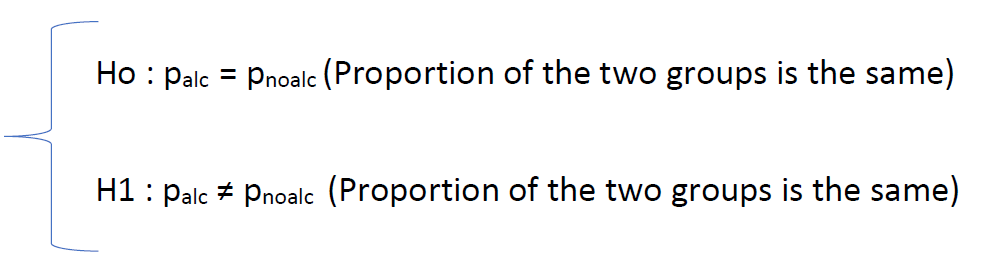 Ho : palc = pnoalc (Proportion of the two groups is the same)
H1 : palc ≠ pnoalc (Proportion of the two groups is the same)